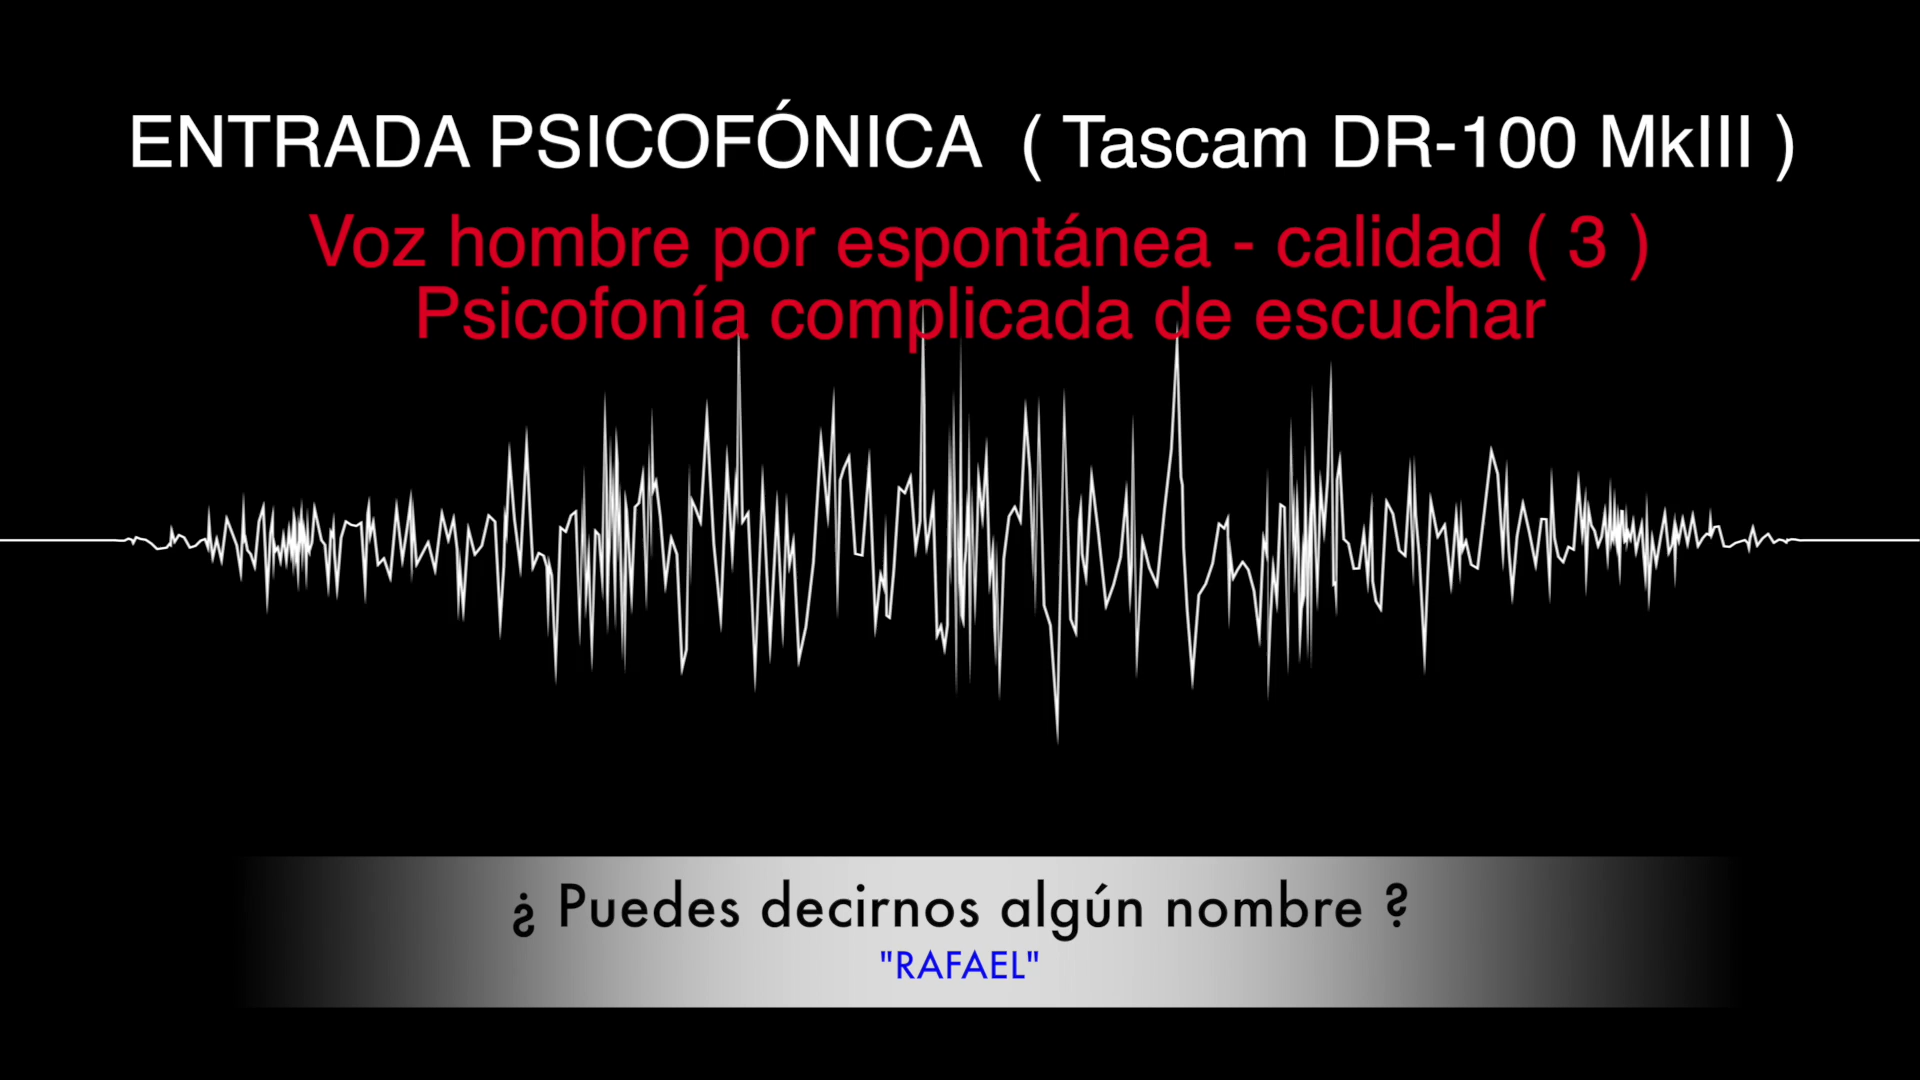 ENTRADA PSICOFÓNICA ( Tascam DR-100 MkIII )
Voz hombre por espontánea - calidad ( 3 )
Psicofonía complicada de escuchar
¿ Puedes decirnos algún nombre ?
"RAFAEL"